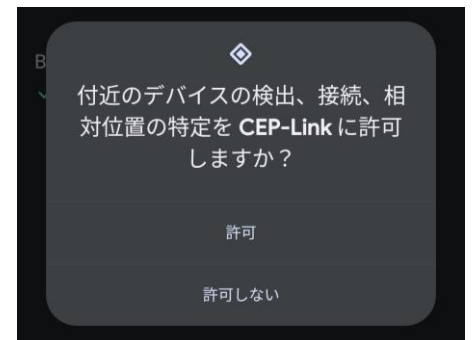 B
付近のデバイスの検出、接続、相
対位置の特定を CEP-Link に許可
しますか？
許可
許可しない